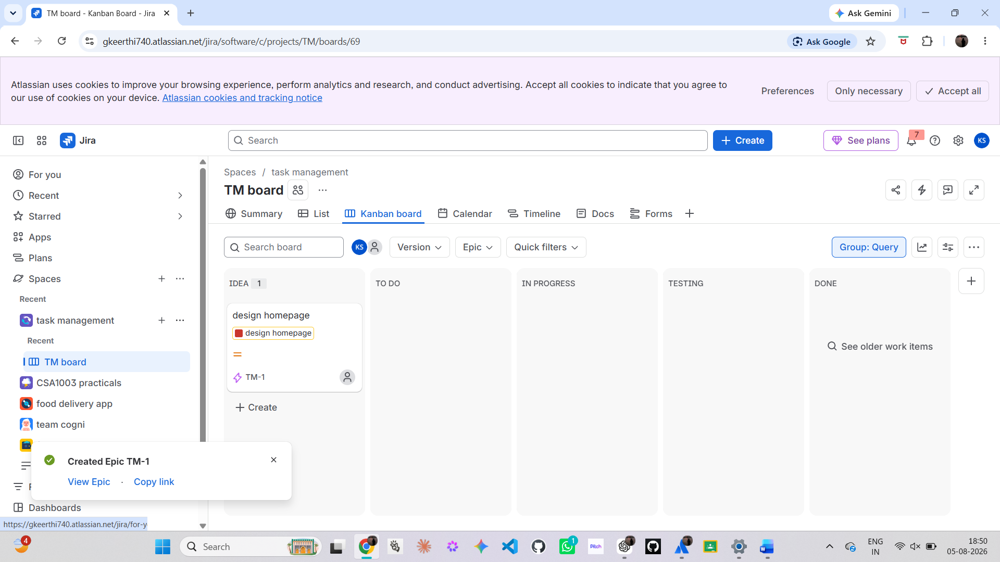 TM board - Kanban Board - Jira
Ask Gemini
gkeerthi740.atlassian.net/jira/software/c/projects/TM/boards/69
Ask Google
Atlassian uses cookies to improve your browsing experience, perform analytics and research, and conduct advertising. Accept all cookies to indicate that you agree to
our use of cookies on your device. Atlassian cookies and tracking notice
Preferences
Only necessary
Accept all
Jira
Search
Create
See plans
7
KS
For you
Recent
Starred
Apps
Plans
Spaces
Recent
task management
Recent
TM board
CSA1003 practicals
food delivery app
team cogni
Dashboards
Spaces / task management
TM board
Summary
List
Kanban board
Calendar
Timeline
Docs
Forms
Search board
KS
Version
Epic
Quick filters
Group: Query
IDEA 1
TO DO
IN PROGRESS
TESTING
DONE
design homepage
design homepage
TM-1
Create
See older work items
Created Epic TM-1
View Epic · Copy link
https://gkeerthi740.atlassian.net/jira/for-y
4
Search
1
Pitch
W
ENG
IN
18:50
05-08-2026